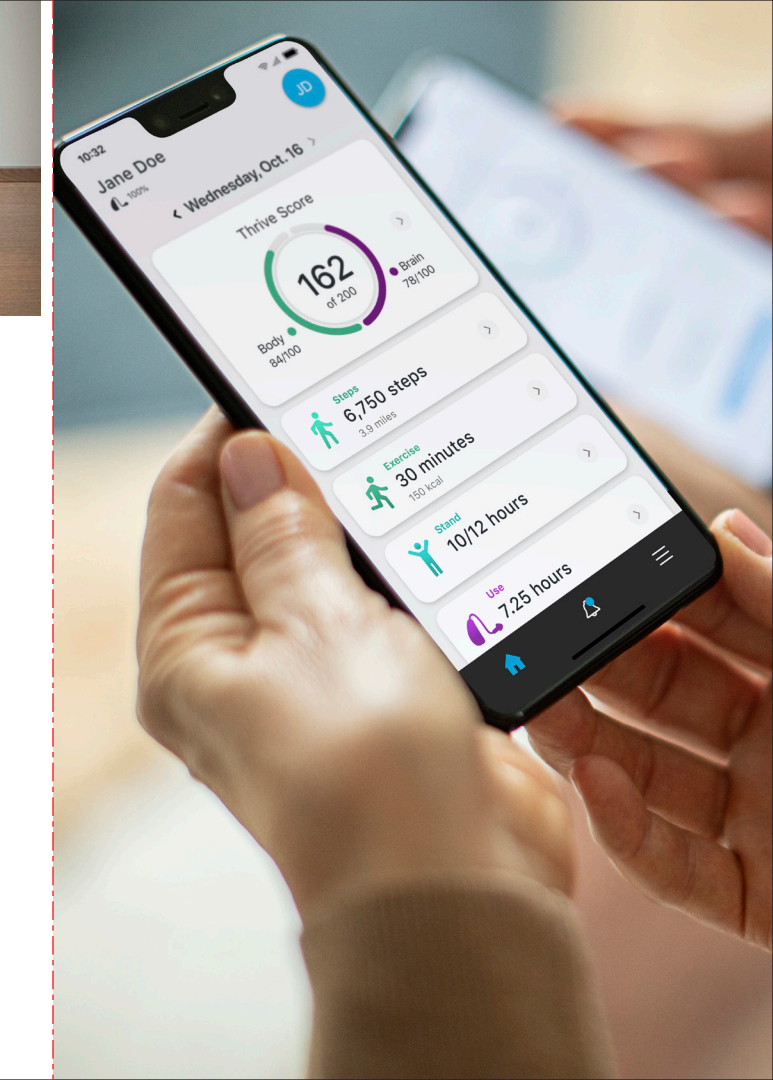 10:32
JD
Jane Doe
100%
Wednesday, Oct. 16
Thrive Score
162
of 200
Brain
78/100
Body
84/100
Steps
6,750 steps
3.9 miles
Exercise
30 minutes
150 kcal
Stand
10/12 hours
Use
7.25 hours